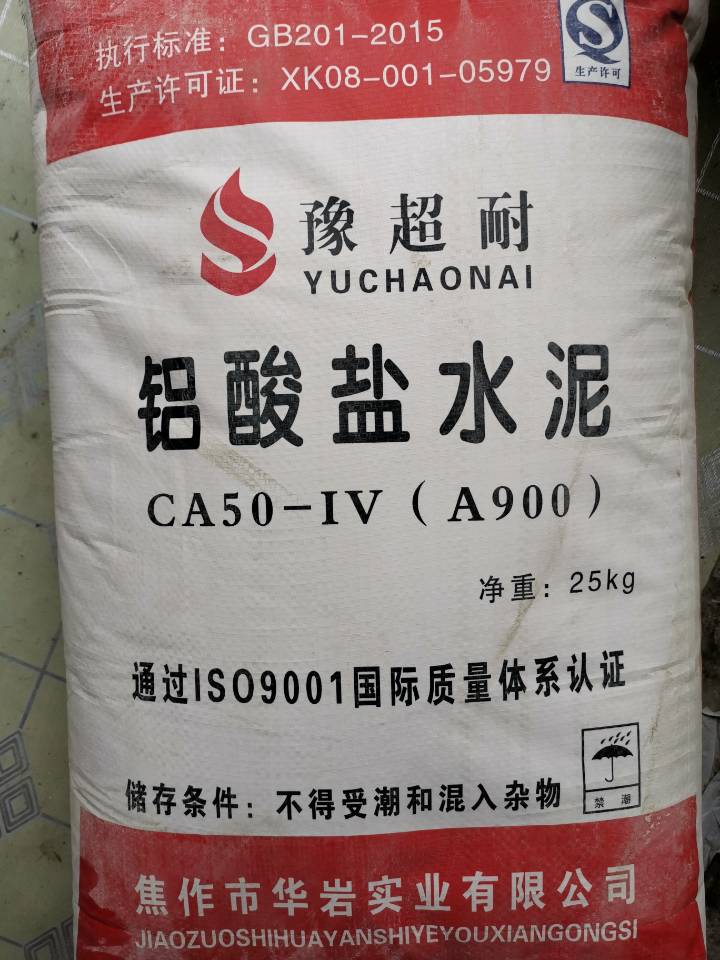 执行标准：GB201-2015
生产许可证：XK08-001-05979
生产许可
豫超耐
YUCHAONAI
铝酸盐水泥
CA50-IV（A900）
净重：25kg
通过ISO9001国际质量体系认证
储存条件：不得受潮和混入杂物
禁 潮
焦作市华岩实业有限公司
JIAOZUOSHIHUAYANSHIYEYOUXIANGONGSI